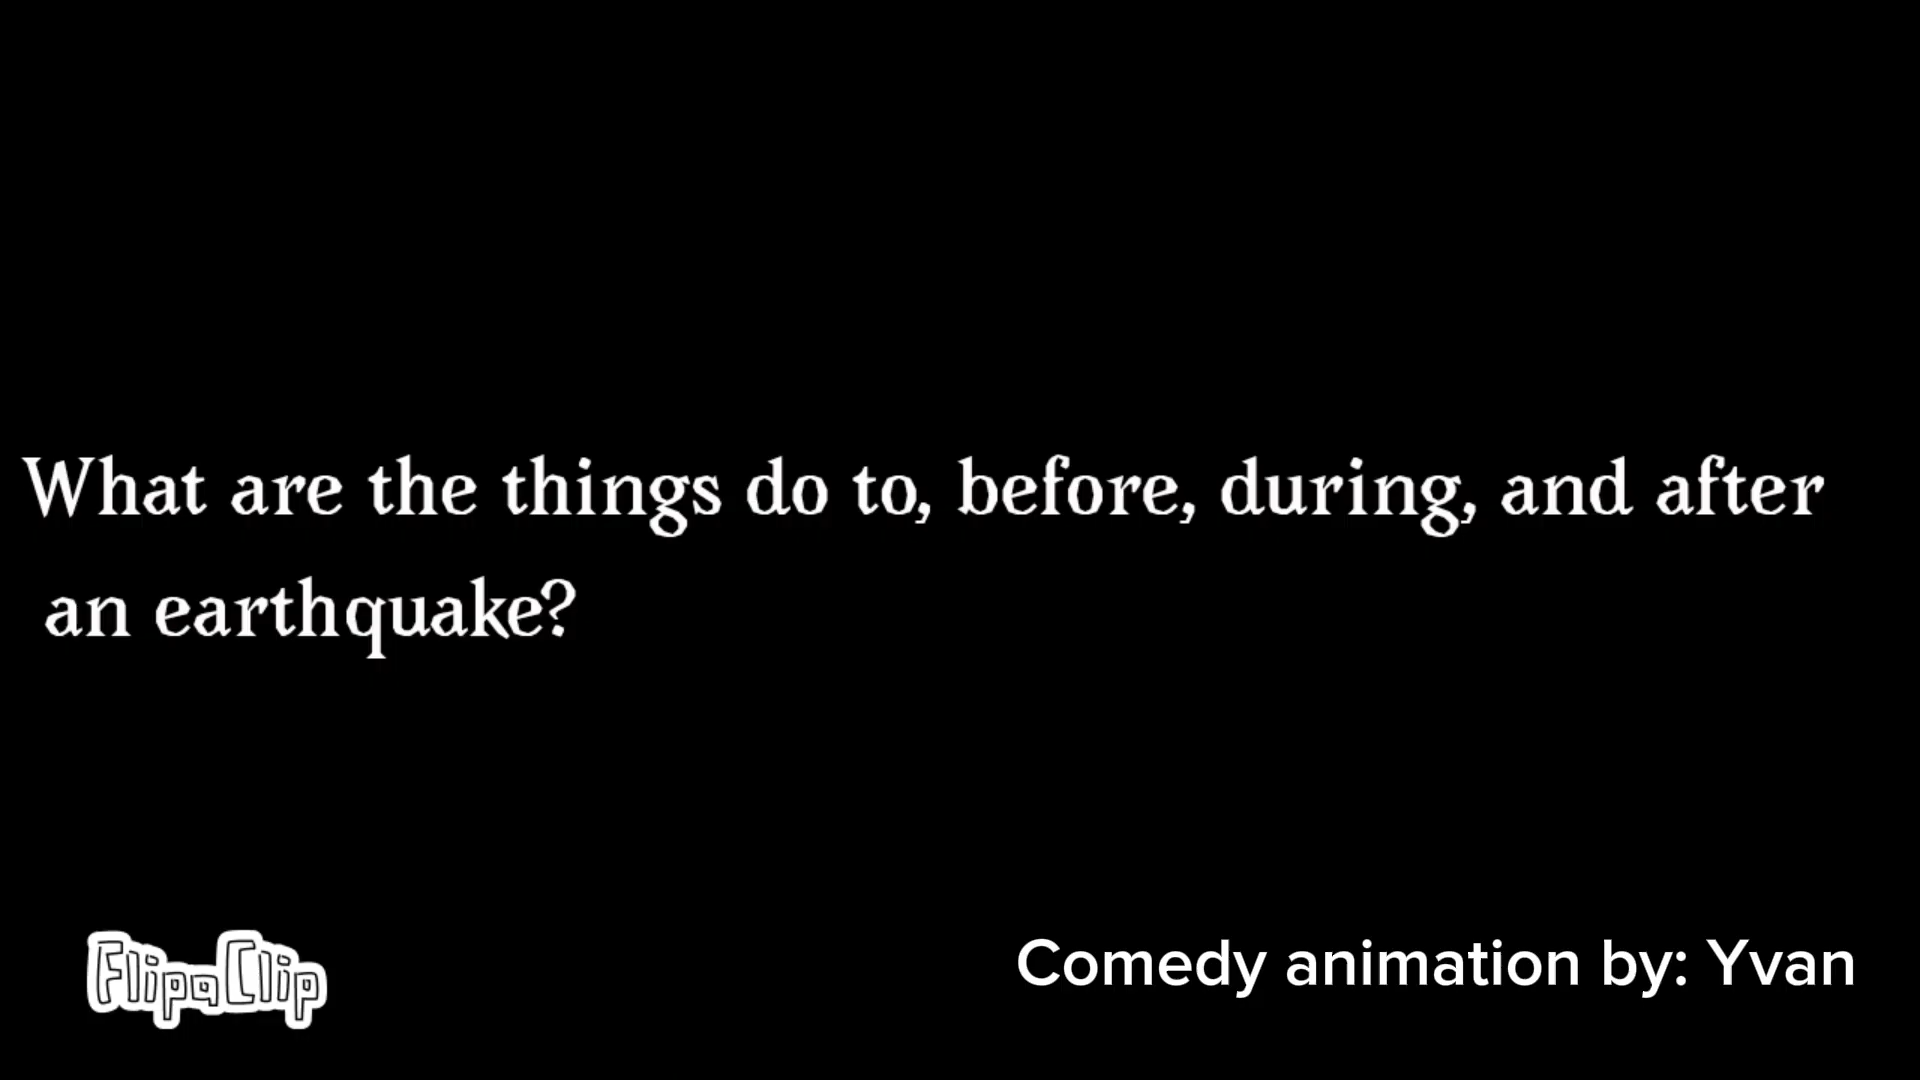 What are the things do to, before, during, and after
an earthquake?
FlipaClip
Comedy animation by: Yvan